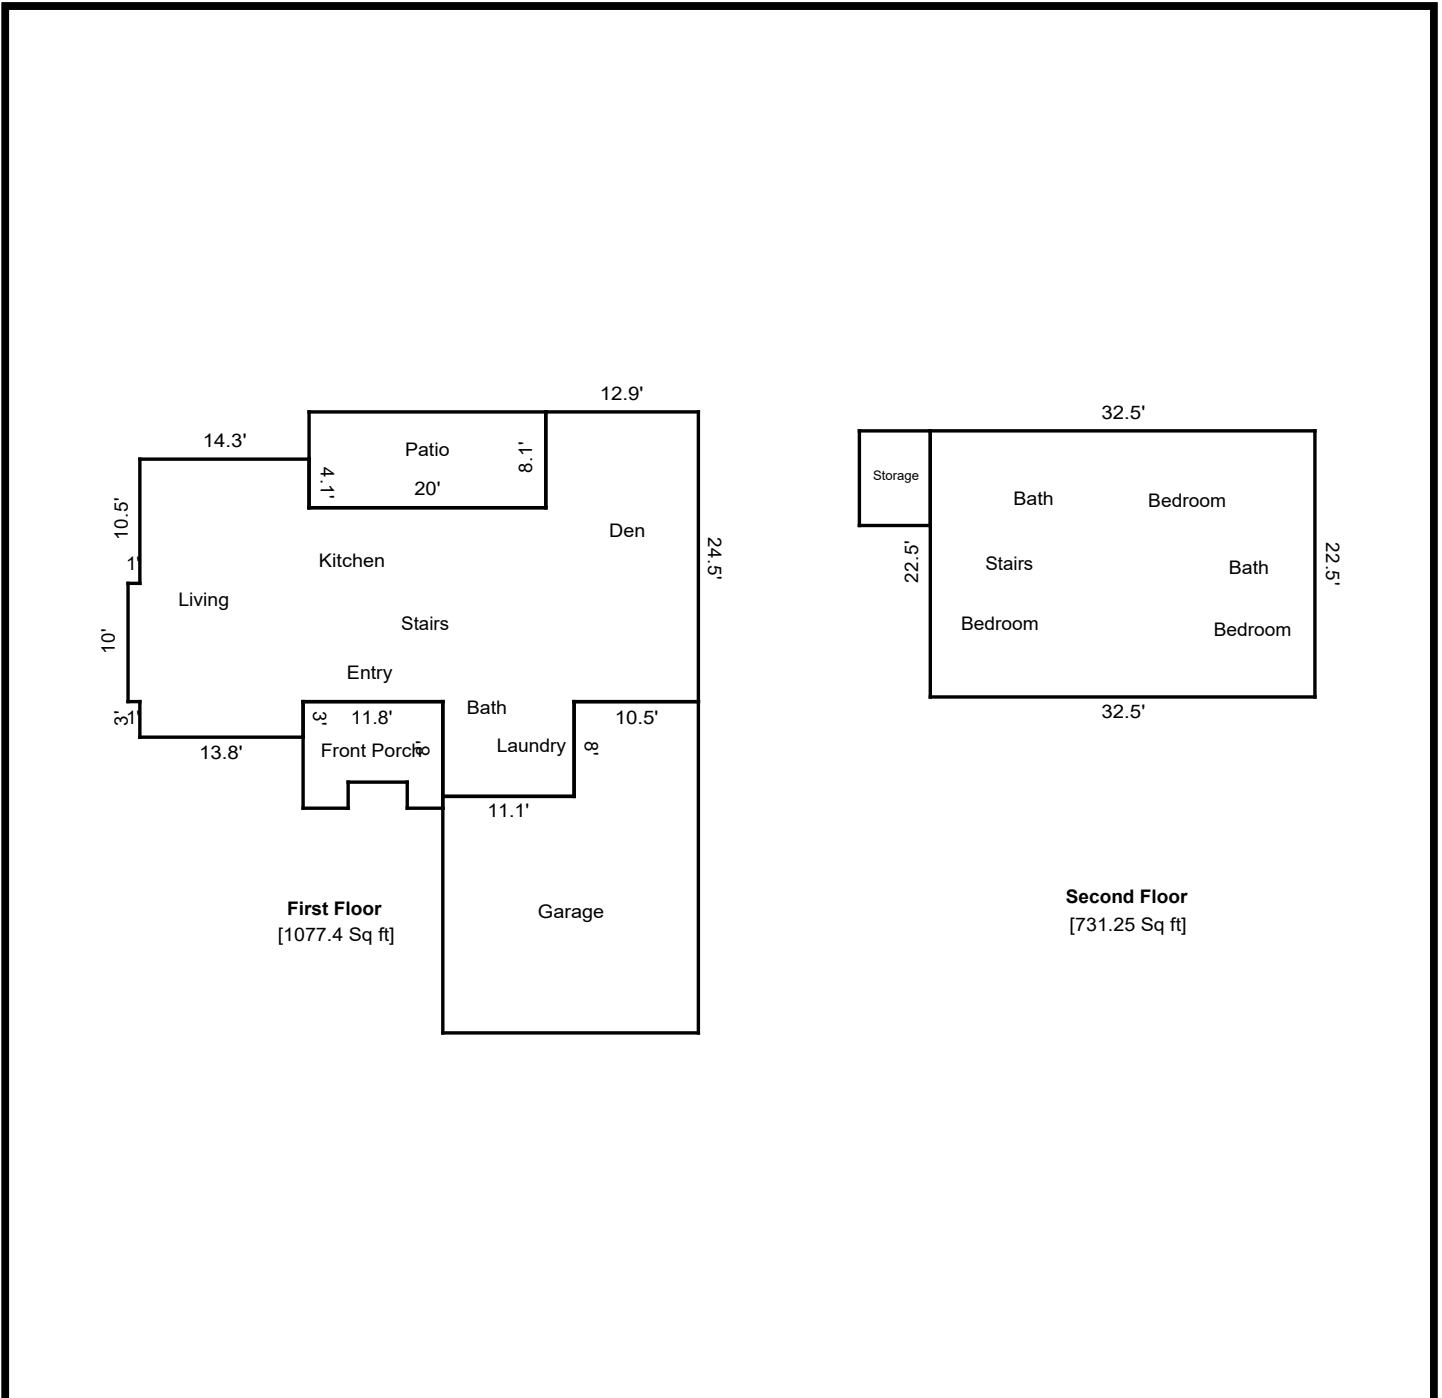 12.9'
14.3'
Patio
8.1'
4.1'
20'
10.5'
Den
24.5'
1'
Kitchen
Living
Stairs
10'
Entry
3'
1'
3'
11.8'
Bath
10.5'
13.8'
Front Porch
8'
Laundry
8'
11.1'
First Floor
[1077.4 Sq ft]
Garage
32.5'
Storage
Bath
Bedroom
22.5'
Stairs
Bath
22.5'
Bedroom
Bedroom
32.5'
Second Floor
[731.25 Sq ft]